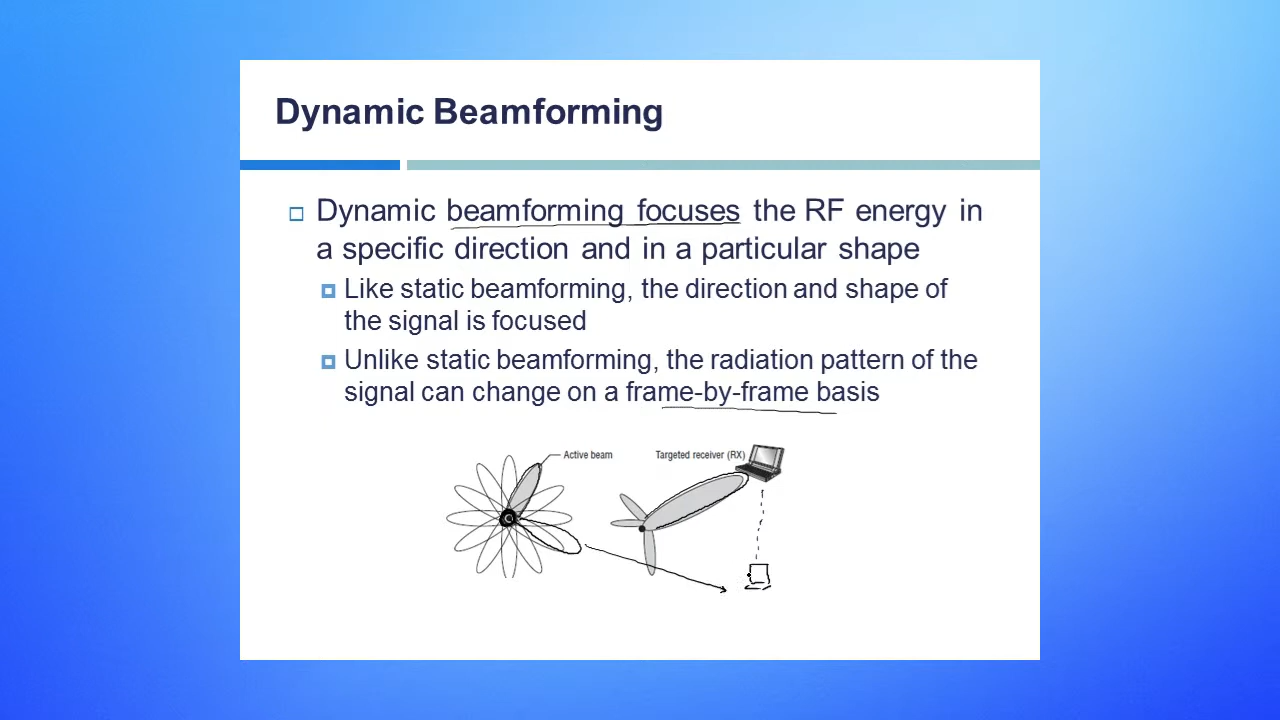 Dynamic Beamforming
Dynamic beamforming focuses the RF energy in
a specific direction and in a particular shape
Like static beamforming, the direction and shape of
the signal is focused
Unlike static beamforming, the radiation pattern of the
signal can change on a frame-by-frame basis
Active beam
Targeted receiver (RX)